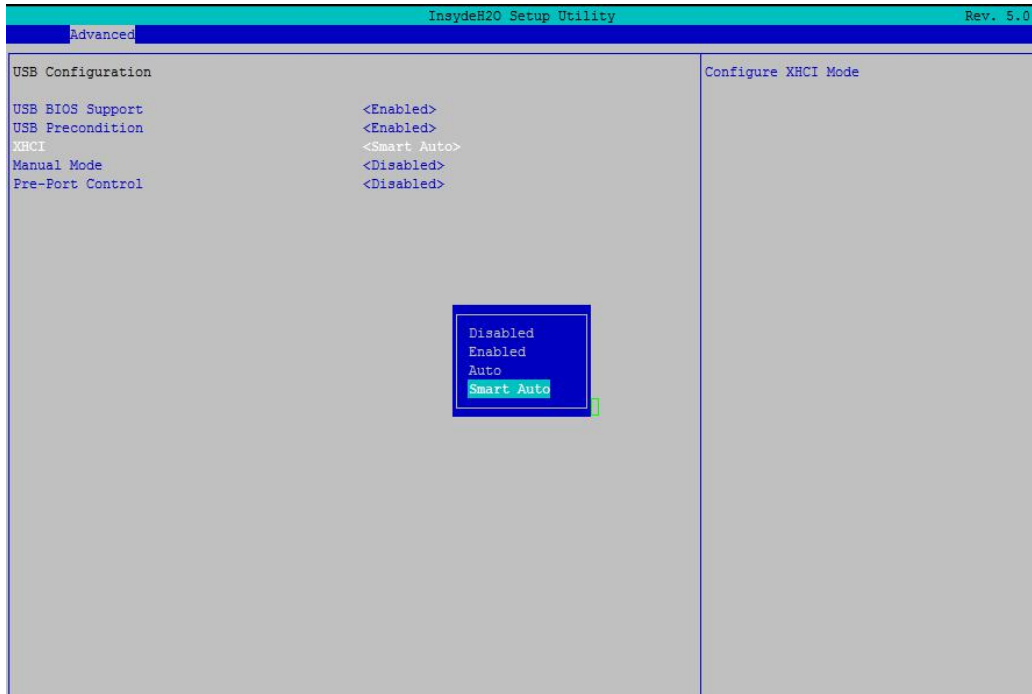 InsydeH20 Setup Utility Rev. 5.0
Advanced
USB Configuration Configure XHCI Mode
USB BIOS Support <Enabled>
USB Precondition <Enabled>
XHCI <Smart Auto>
Manual Mode <Disabled>
Pre-Port Control <Disabled>
Disabled
Enabled
Auto
Smart Auto